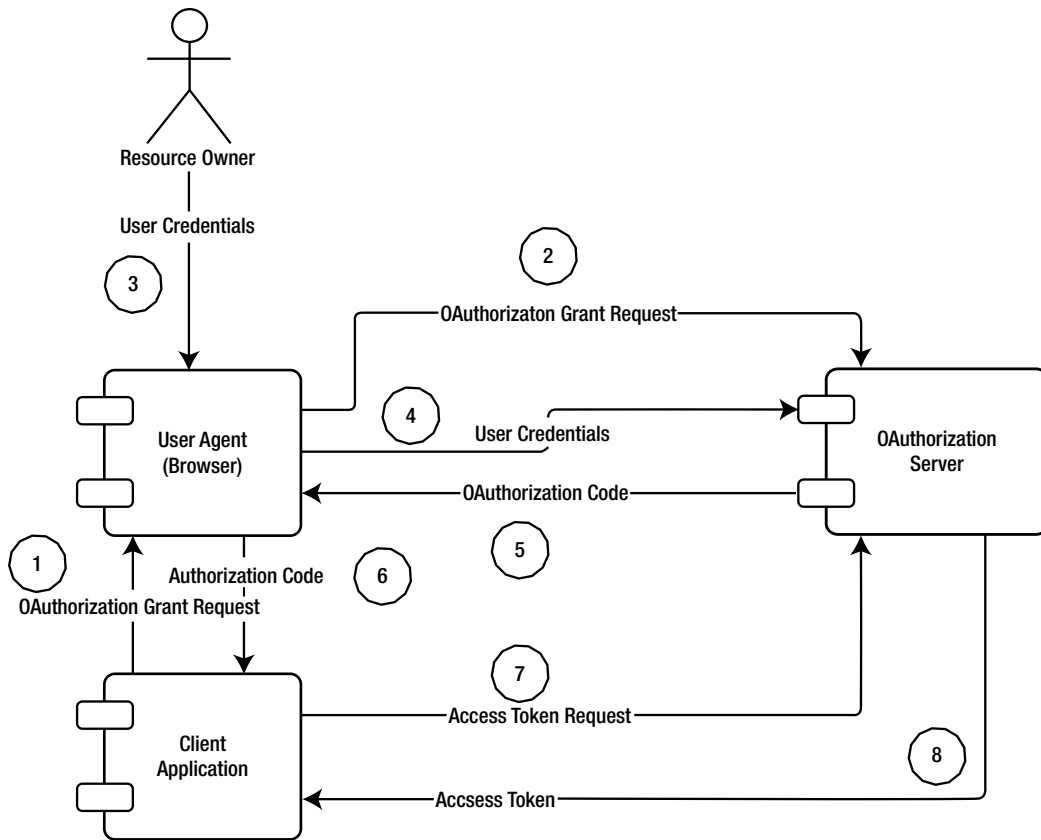 Resource Owner
User Credentials
2
3
OAuthorizaton Grant Request
4
User Agent
(Browser)
User Credentials
OAuthorization
Server
OAuthorization Code
5
1
Authorization Code
6
OAuthorization Grant Request
7
Access Token Request
Client
Application
8
Accsess Token